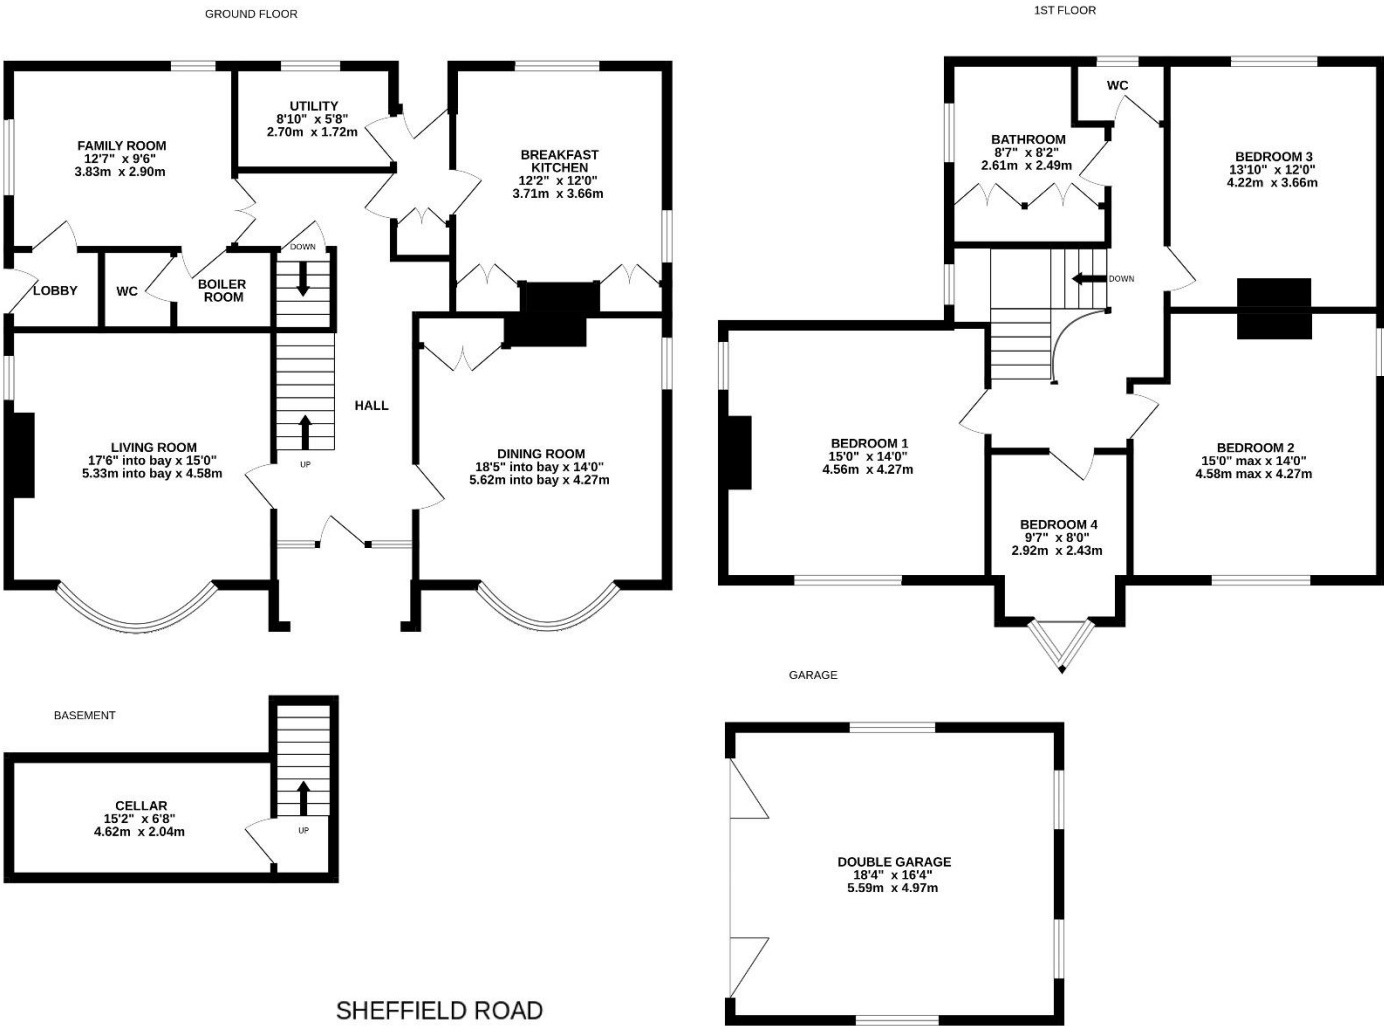 GROUND FLOOR
FAMILY ROOM
12'7" x 9'6"
3.83m x 2.90m
UTILITY
8'10" x 5'8"
2.70m x 1.72m
BREAKFAST
KITCHEN
12'2" x 12'0"
3.71m x 3.66m
DOWN
LOBBY
WC
BOILER
ROOM
HALL
LIVING ROOM
17'6" into bay x 15'0"
5.33m into bay x 4.58m
UP
DINING ROOM
18'5" into bay x 14'0"
5.62m into bay x 4.27m
1ST FLOOR
WC
BATHROOM
8'7" x 8'2"
2.61m x 2.49m
BEDROOM 3
13'10" x 12'0"
4.22m x 3.66m
DOWN
BEDROOM 1
15'0" x 14'0"
4.56m x 4.27m
BEDROOM 2
15'0" max x 14'0"
4.58m max x 4.27m
BEDROOM 4
9'7" x 8'0"
2.92m x 2.43m
BASEMENT
CELLAR
15'2" x 6'8"
4.62m x 2.04m
UP
GARAGE
DOUBLE GARAGE
18'4" x 16'4"
5.59m x 4.97m
SHEFFIELD ROAD